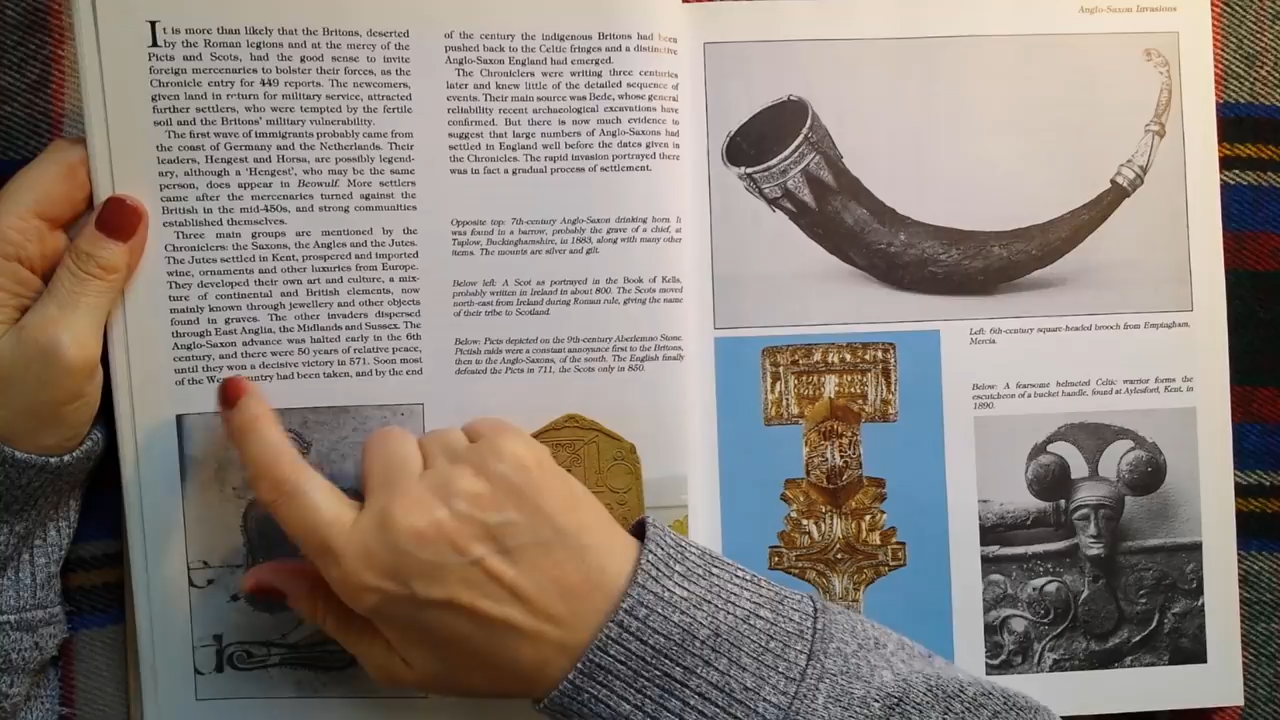 Anglo-Saxon Invasions
It is more than likely that the Britons, deserted
by the Roman legions and at the mercy of the
Picts and Scots, had the good sense to invite
foreign mercenaries to bolster their forces, as the
Chronicle entry for 449 reports. The newcomers,
given land in return for military service, attracted
further settlers, who were tempted by the fertile
soil and the Britons' military vulnerability.
The first wave of immigrants probably came from
the coast of Germany and the Netherlands. Their
leaders, Hengest and Horsa, are possibly legend-
ary, although a 'Hengest', who may be the same
person, does appear in Beowulf. More settlers
came after the mercenaries turned against the
British in the mid-450s, and strong communities
established themselves.
Three main groups are mentioned by the
Chroniclers: the Saxons, the Angles and the Jutes.
The Jutes settled in Kent, prospered and imported
wine, ornaments and other luxuries from Europe.
They developed their own art and culture, a mix-
ture of continental and British elements, now
mainly known through jewellery and other objects
found in graves. The other invaders dispersed
through East Anglia, the Midlands and Sussex. The
Anglo-Saxon advance was halted early in the 6th
century, and there were 50 years of relative peace,
until they won a decisive victory in 571. Soon most
of the had been taken, and by the end
of the century the indigenous Britons had been
pushed back to the Celtic fringes and a distinctive
Anglo-Saxon England had emerged.
The Chroniclers were writing three centuries
later and knew little of the detailed sequence of
events. Their main source was Bede, whose general
reliability recent archaeological excavations have
confirmed. But there is now much evidence to
suggest that large numbers of Anglo-Saxons had
settled in England well before the dates given in
the Chronicles. The rapid invasion portrayed there
was in fact a gradual process of settlement.
Opposite top: 7th-century Anglo-Saxon drinking horn. It
was found in a barrow, probably the grave of a chief, at
Taplow, Buckinghamshire, in 1883, along with many other
items. The mounts are silver and gilt.
Below left: A Scot as portrayed in the Book of Kells,
probably written in Ireland in about 800. The Scots moved
north-east from Ireland during Roman rule, giving the name
of their tribe to Scotland.
Below: Picts depicted on the 9th-century Aberlemno Stone.
Pictish raids were a constant annoyance first to the Britons,
then to the Anglo-Saxons, of the south. The English finally
defeated the Picts in 711, the Scots only in 850.
Left: 6th-century square-headed brooch from Empingham,
Mercia.
Below: A fearsome helmeted Celtic warrior forms the
escutcheon of a bucket handle, found at Aylesford, Kent, in
1890.